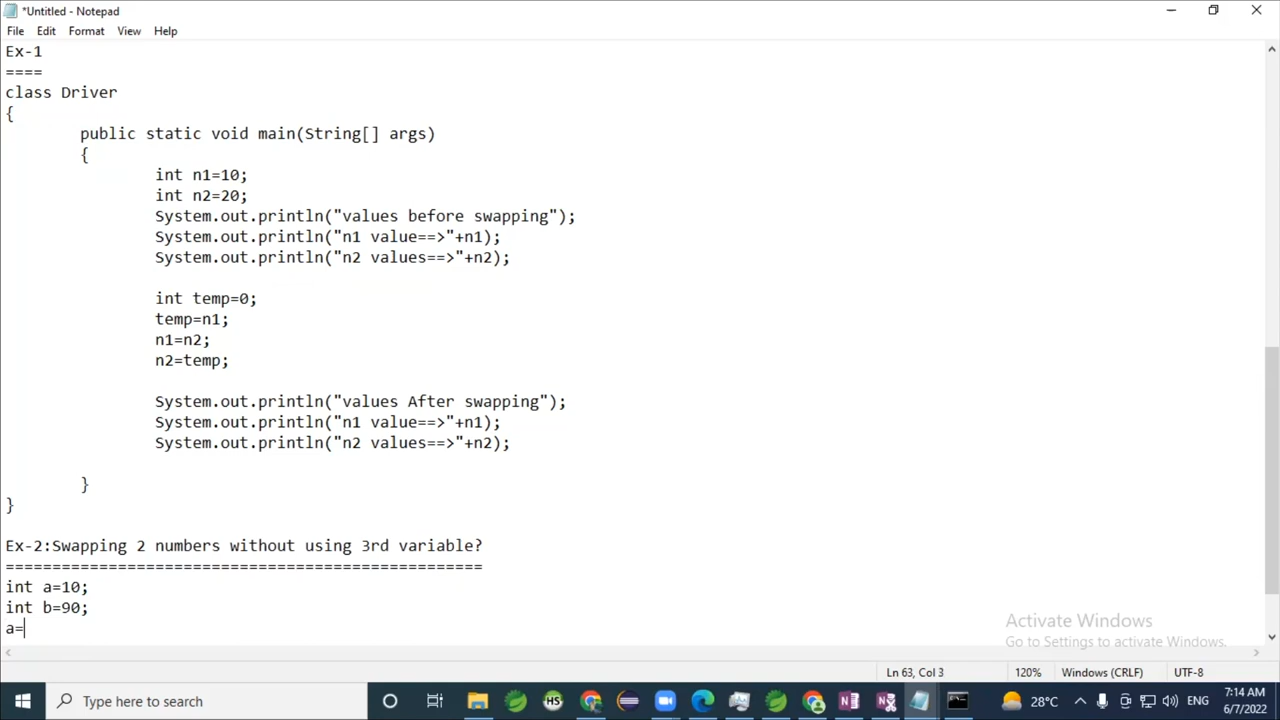 *Untitled - Notepad
File Edit Format View Help
Ex-1
====
class Driver
{
public static void main(String[] args)
{
int n1=10;
int n2=20;
System.out.println("values before swapping");
System.out.println("n1 value==>"+n1);
System.out.println("n2 values==>"+n2);
int temp=0;
temp=n1;
n1=n2;
n2=temp;
System.out.println("values After swapping");
System.out.println("n1 value==>"+n1);
System.out.println("n2 values==>"+n2);
}
}
Ex-2:Swapping 2 numbers without using 3rd variable?
===================================================
int a=10;
int b=90;
a=
Activate Windows
Go to Settings to activate Windows.
Ln 63, Col 3 120% Windows (CRLF) UTF-8
Type here to search HS 28°C ENG 7:14 AM
6/7/2022